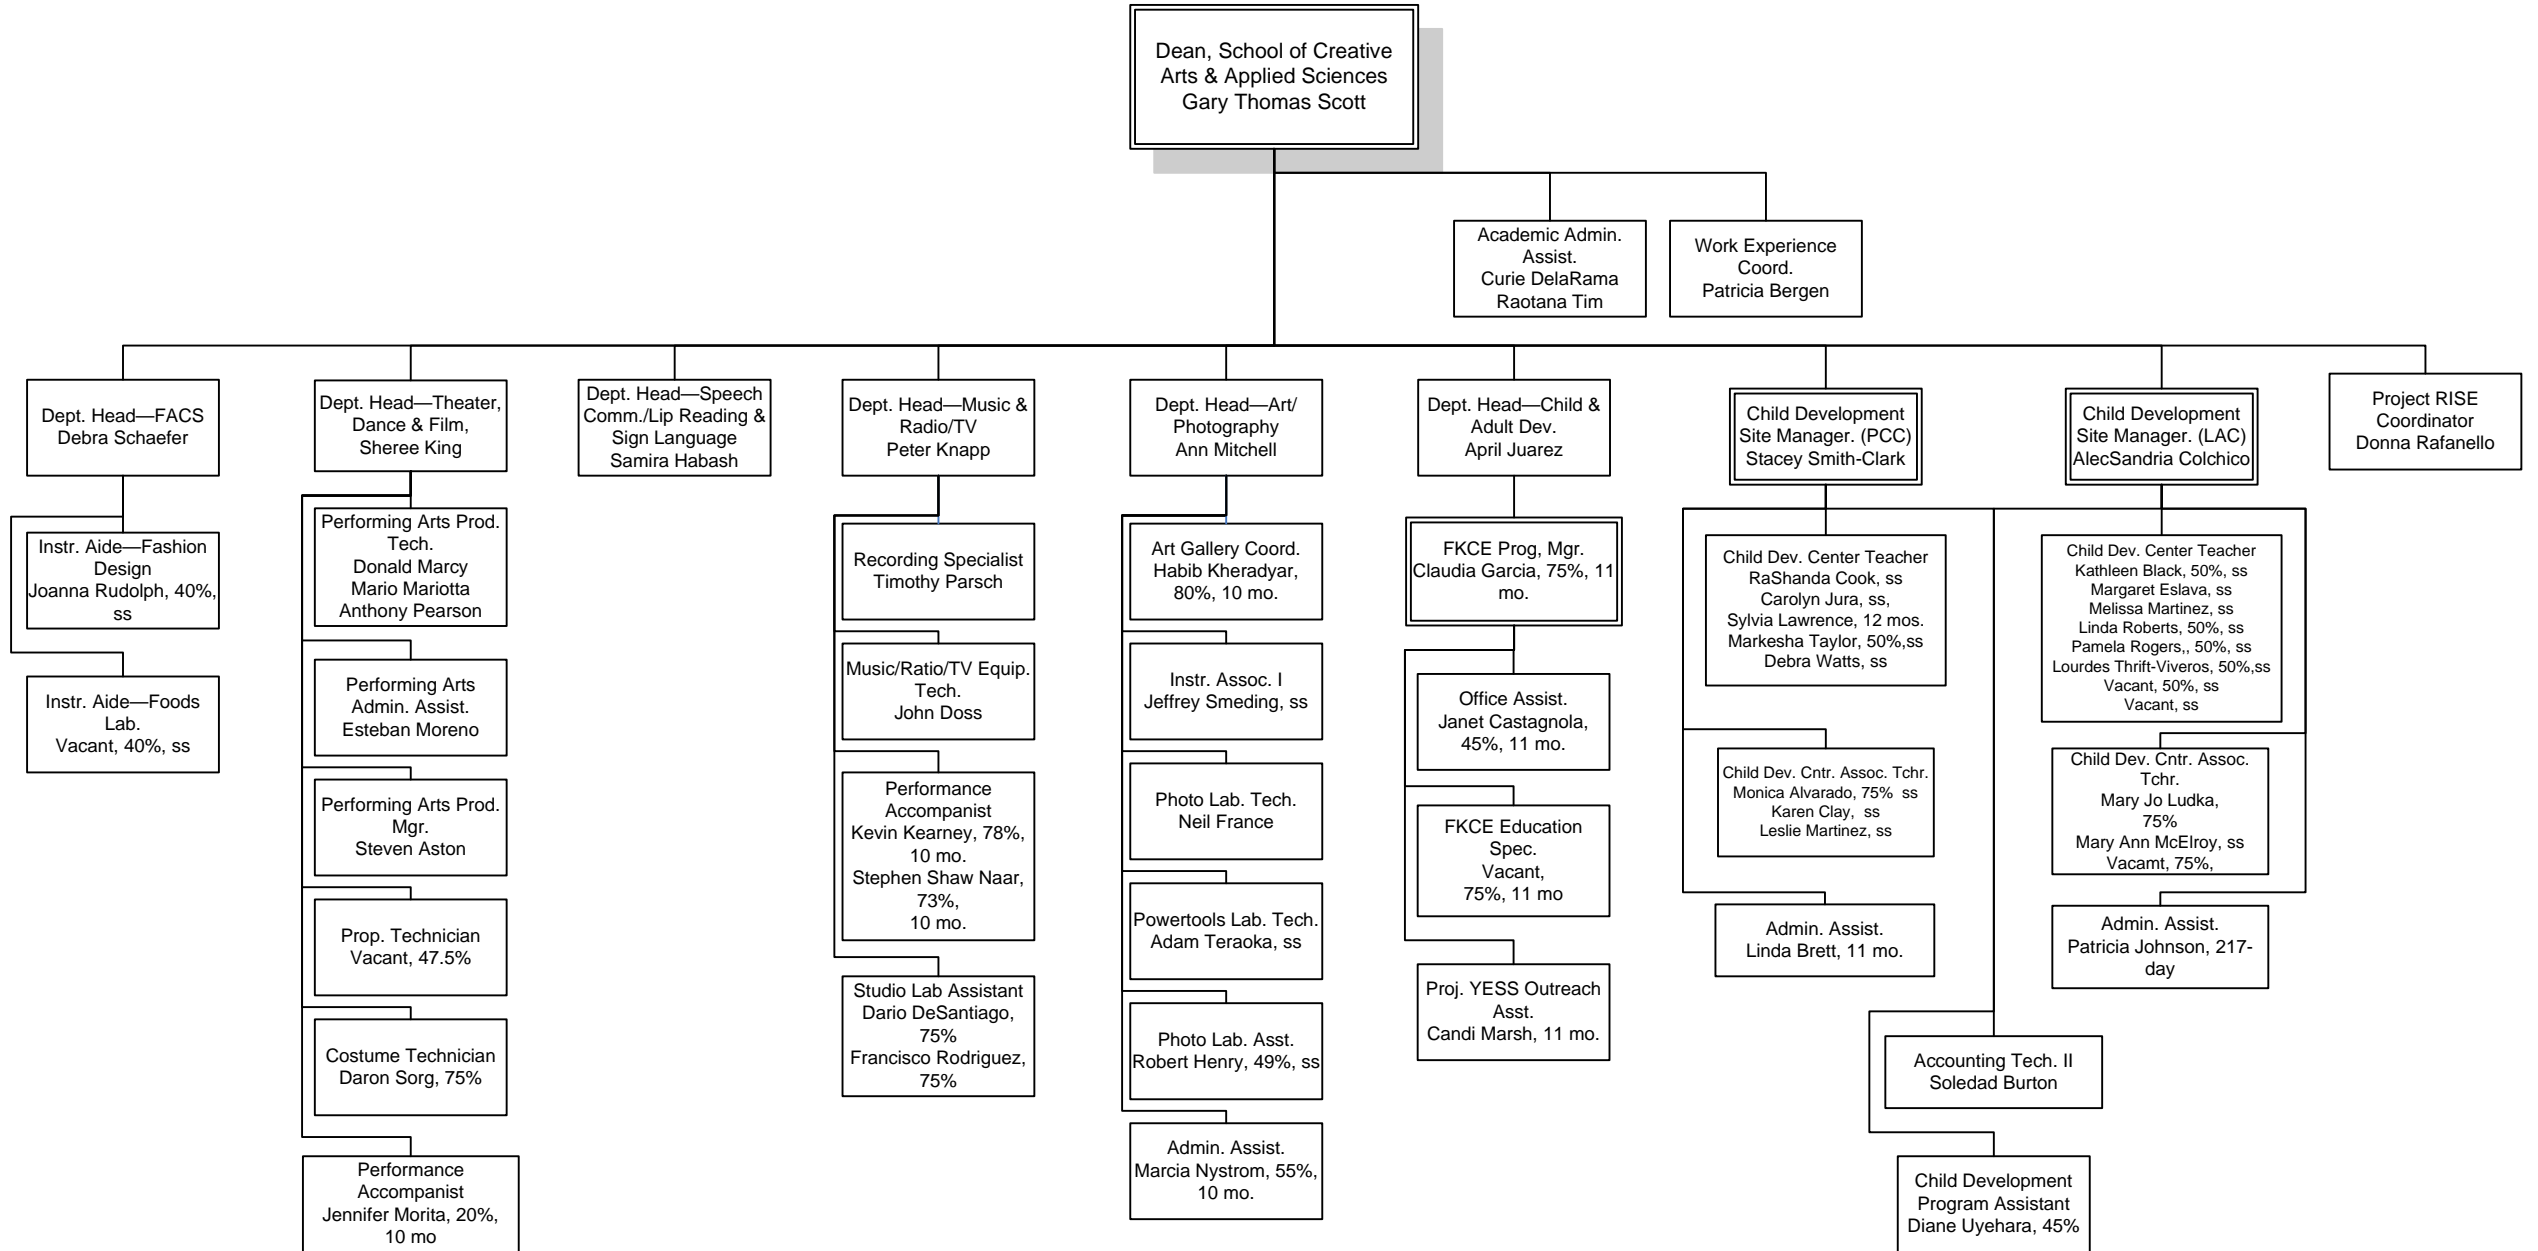 Dean, School of Creative
Arts & Applied Sciences
Gary Thomas Scott
Academic Admin.
Assist.
Curie DelaRama
Raotana Tim
Work Experience
Coord.
Patricia Bergen
Dept. Head—FACS
Debra Schaefer
Dept. Head—Theater,
Dance & Film,
Sheree King
Dept. Head—Speech
Comm./Lip Reading &
Sign Language
Samira Habash
Dept. Head—Music &
Radio/TV
Peter Knapp
Dept. Head—Art/
Photography
Ann Mitchell
Dept. Head—Child &
Adult Dev.
April Juarez
Child Development
Site Manager. (PCC)
Stacey Smith-Clark
Child Development
Site Manager. (LAC)
AlecSandria Colchico
Project RISE
Coordinator
Donna Rafanello
Instr. Aide—Fashion
Design
Joanna Rudolph, 40%,
ss
Instr. Aide—Foods
Lab.
Vacant, 40%, ss
Performing Arts Prod.
Tech.
Donald Marcy
Mario Mariotta
Anthony Pearson
Performing Arts
Admin. Assist.
Esteban Moreno
Performing Arts Prod.
Mgr.
Steven Aston
Prop. Technician
Vacant, 47.5%
Costume Technician
Daron Sorg, 75%
Performance
Accompanist
Jennifer Morita, 20%,
10 mo
Recording Specialist
Timothy Parsch
Music/Ratio/TV Equip.
Tech.
John Doss
Performance
Accompanist
Kevin Kearney, 78%,
10 mo.
Stephen Shaw Naar,
73%,
10 mo.
Studio Lab Assistant
Dario DeSantiago,
75%
Francisco Rodriguez,
75%
Art Gallery Coord.
Habib Kheradyar,
80%, 10 mo.
Instr. Assoc. I
Jeffrey Smeding, ss
Photo Lab. Tech.
Neil France
Powertools Lab. Tech.
Adam Teraoka, ss
Photo Lab. Asst.
Robert Henry, 49%, ss
Admin. Assist.
Marcia Nystrom, 55%,
10 mo.
FKCE Prog, Mgr.
Claudia Garcia, 75%, 11
mo.
Office Assist.
Janet Castagnola,
45%, 11 mo.
FKCE Education
Spec.
Vacant,
75%, 11 mo
Proj. YESS Outreach
Asst.
Candi Marsh, 11 mo.
Child Dev. Center Teacher
RaShanda Cook, ss
Carolyn Jura, ss,
Sylvia Lawrence, 12 mos.
Markesha Taylor, 50%,ss
Debra Watts, ss
Child Dev. Cntr. Assoc. Tchr.
Monica Alvarado, 75%  ss
Karen Clay,  ss
Leslie Martinez, ss
Admin. Assist.
Linda Brett, 11 mo.
Child Dev. Center Teacher
Kathleen Black, 50%, ss
Margaret Eslava, ss
Melissa Martinez, ss
Linda Roberts, 50%, ss
Pamela Rogers,, 50%, ss
Lourdes Thrift-Viveros, 50%,ss
Vacant, 50%, ss
Vacant, ss
Child Dev. Cntr. Assoc.
Tchr.
Mary Jo Ludka,
75%
Mary Ann McElroy, ss
Vacamt, 75%,
Admin. Assist.
Patricia Johnson, 217-
day
Accounting Tech. II
Soledad Burton
Child Development
Program Assistant
Diane Uyehara, 45%